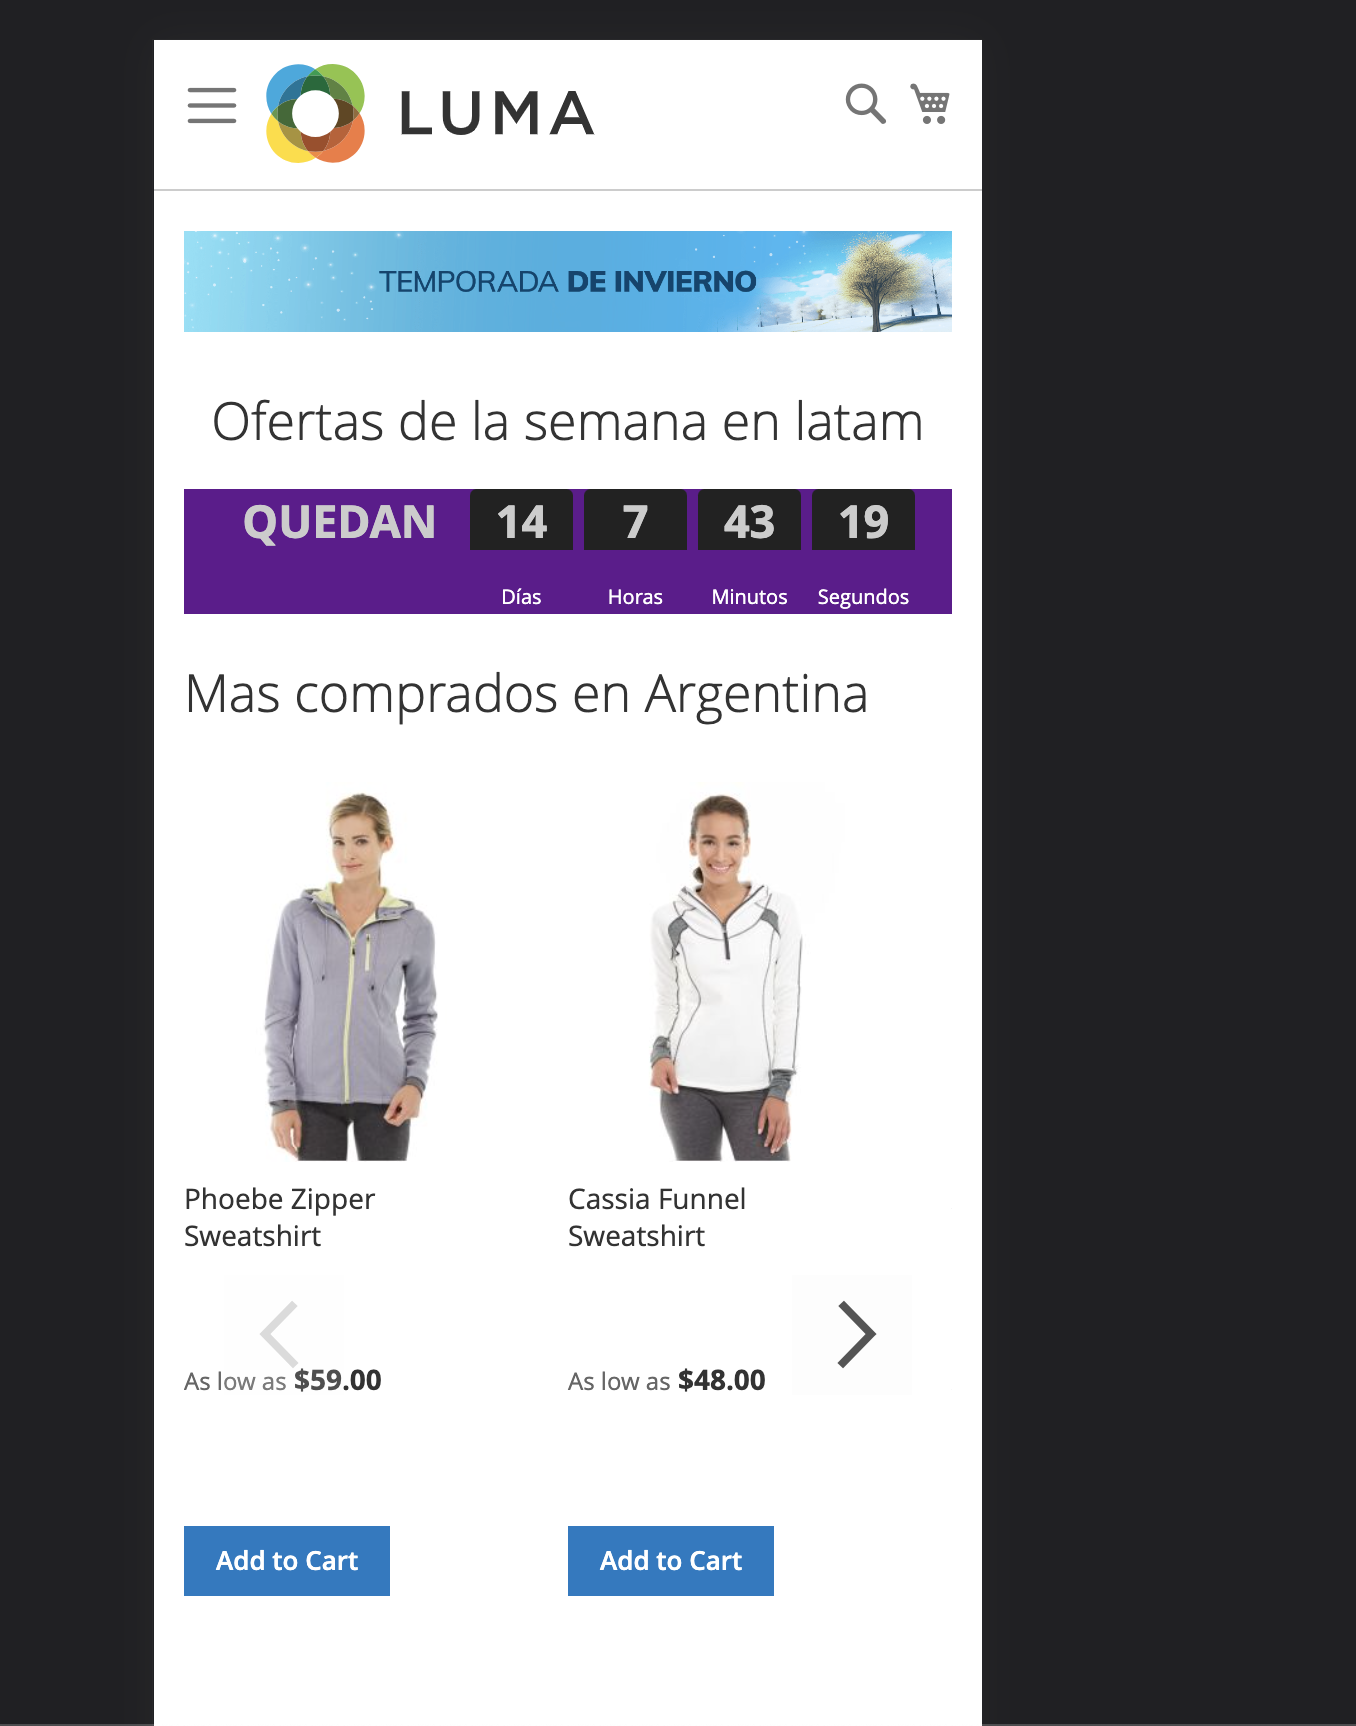 LUMA
TEMPORADA DE INVIERNO
Ofertas de la semana en latam
QUEDAN 14 7 43 19
Días Horas Minutos Segundos
Mas comprados en Argentina
Phoebe Zipper
Sweatshirt
As low as $59.00
Add to Cart
Cassia Funnel
Sweatshirt
As low as $48.00
Add to Cart